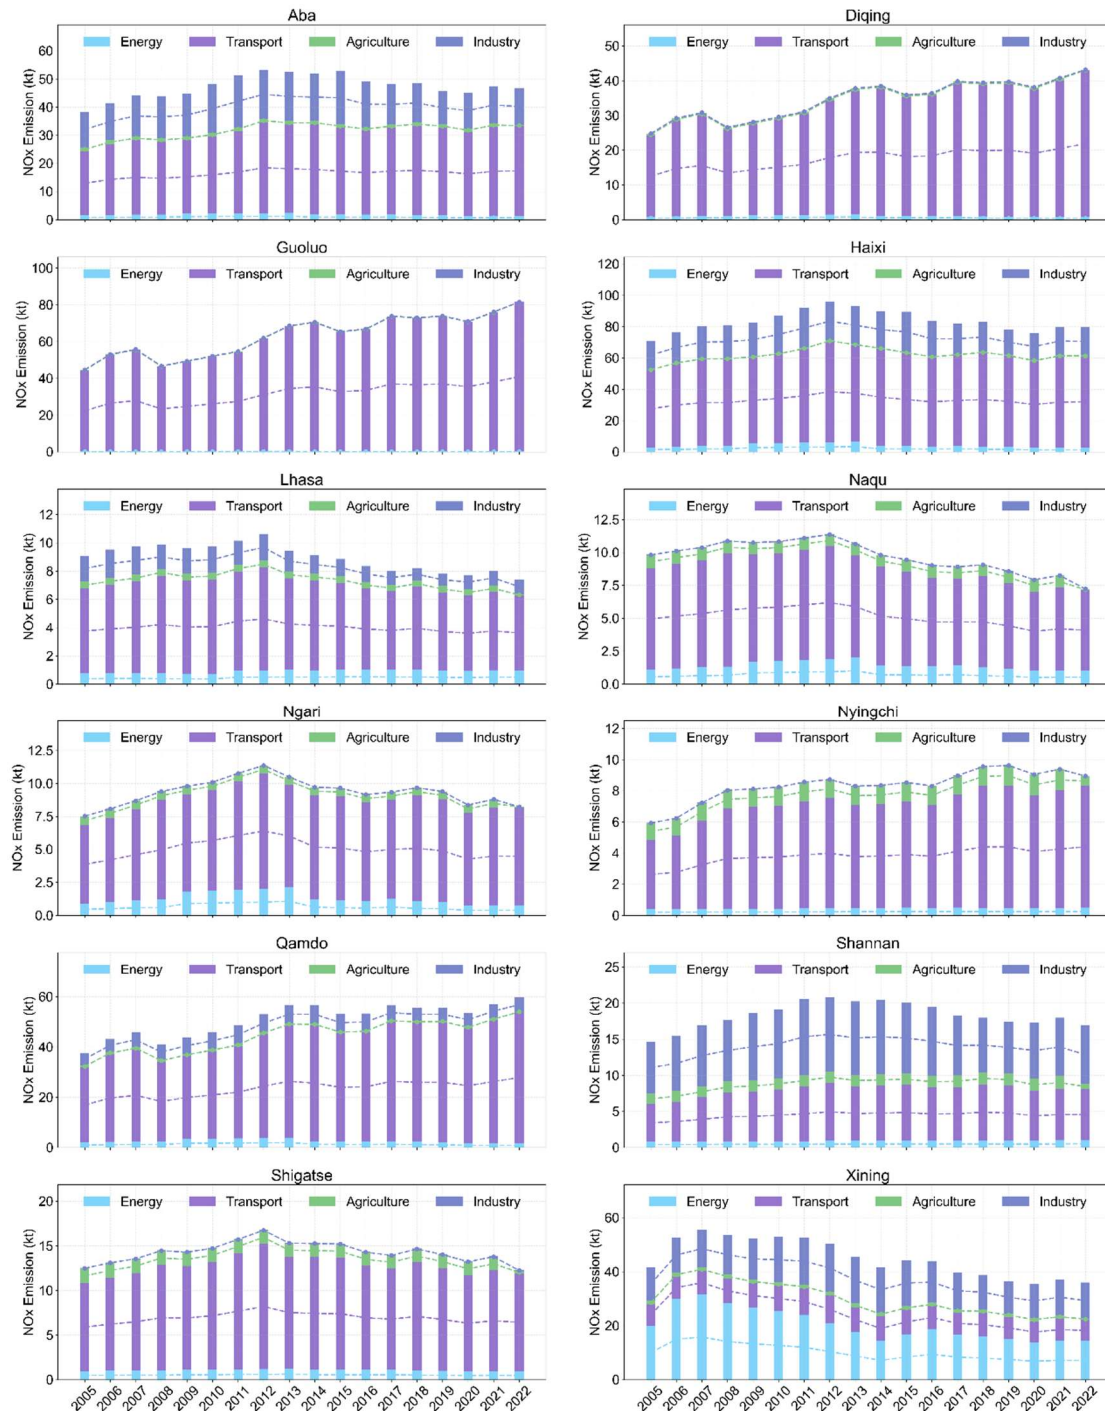 Aba
Energy Transport Agriculture Industry
NOx Emission (kt)
60
50
40
30
20
10
0
Diqing
Energy Transport Agriculture Industry
NOx Emission (kt)
50
40
30
20
10
0
Guoluo
Energy Transport Agriculture Industry
NOx Emission (kt)
100
80
60
40
20
0
Haixi
Energy Transport Agriculture Industry
NOx Emission (kt)
120
100
80
60
40
20
0
Lhasa
Energy Transport Agriculture Industry
NOx Emission (kt)
12
10
8
6
4
2
0
Naqu
Energy Transport Agriculture Industry
NOx Emission (kt)
12.5
10.0
7.5
5.0
2.5
0.0
Ngari
Energy Transport Agriculture Industry
NOx Emission (kt)
12.5
10.0
7.5
5.0
2.5
0.0
Nyingchi
Energy Transport Agriculture Industry
NOx Emission (kt)
12
10
8
6
4
2
0
Qamdo
Energy Transport Agriculture Industry
NOx Emission (kt)
60
40
20
0
Shannan
Energy Transport Agriculture Industry
NOx Emission (kt)
25
20
15
10
5
0
Shigatse
Energy Transport Agriculture Industry
NOx Emission (kt)
20
15
10
5
0
2005 2006 2007 2008 2009 2010 2011 2012 2013 2014 2015 2016 2017 2018 2019 2020 2021 2022
Xining
Energy Transport Agriculture Industry
NOx Emission (kt)
60
40
20
0
2005 2006 2007 2008 2009 2010 2011 2012 2013 2014 2015 2016 2017 2018 2019 2020 2021 2022